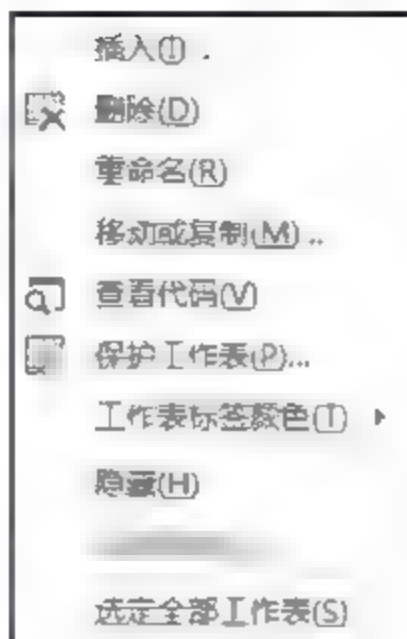 插入(I)...
删除(D)
重命名(R)
移动或复制(M)...
查看代码(V)
保护工作表(P)...
工作表标签颜色(T)
隐藏(H)
选定全部工作表(S)